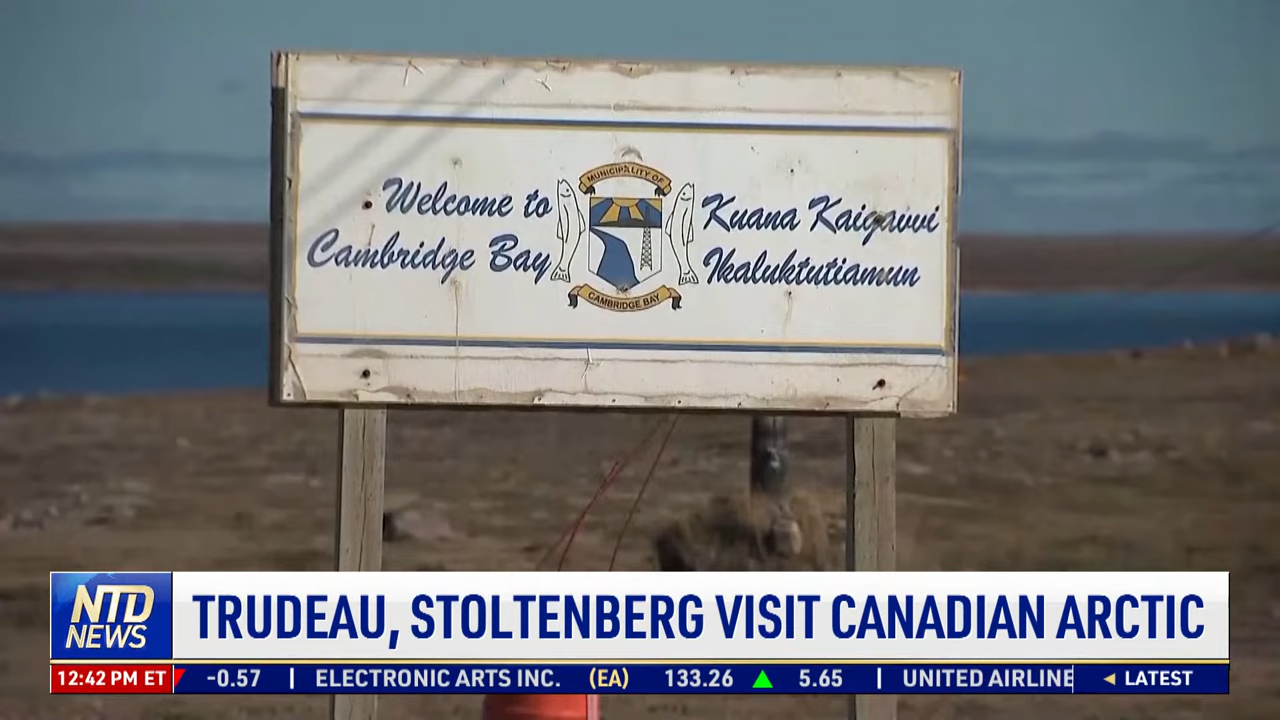 MUNICIPALITY OF
Welcome to
Cambridge Bay
Kuana Kaigavvi
Ikaluktutiamun
CAMBRIDGE BAY
NTD
NEWS
TRUDEAU, STOLTENBERG VISIT CANADIAN ARCTIC
12:42 PM ET -0.57 | ELECTRONIC ARTS INC. (EA) 133.26 ▲ 5.65 | UNITED AIRLINE ◄ LATEST